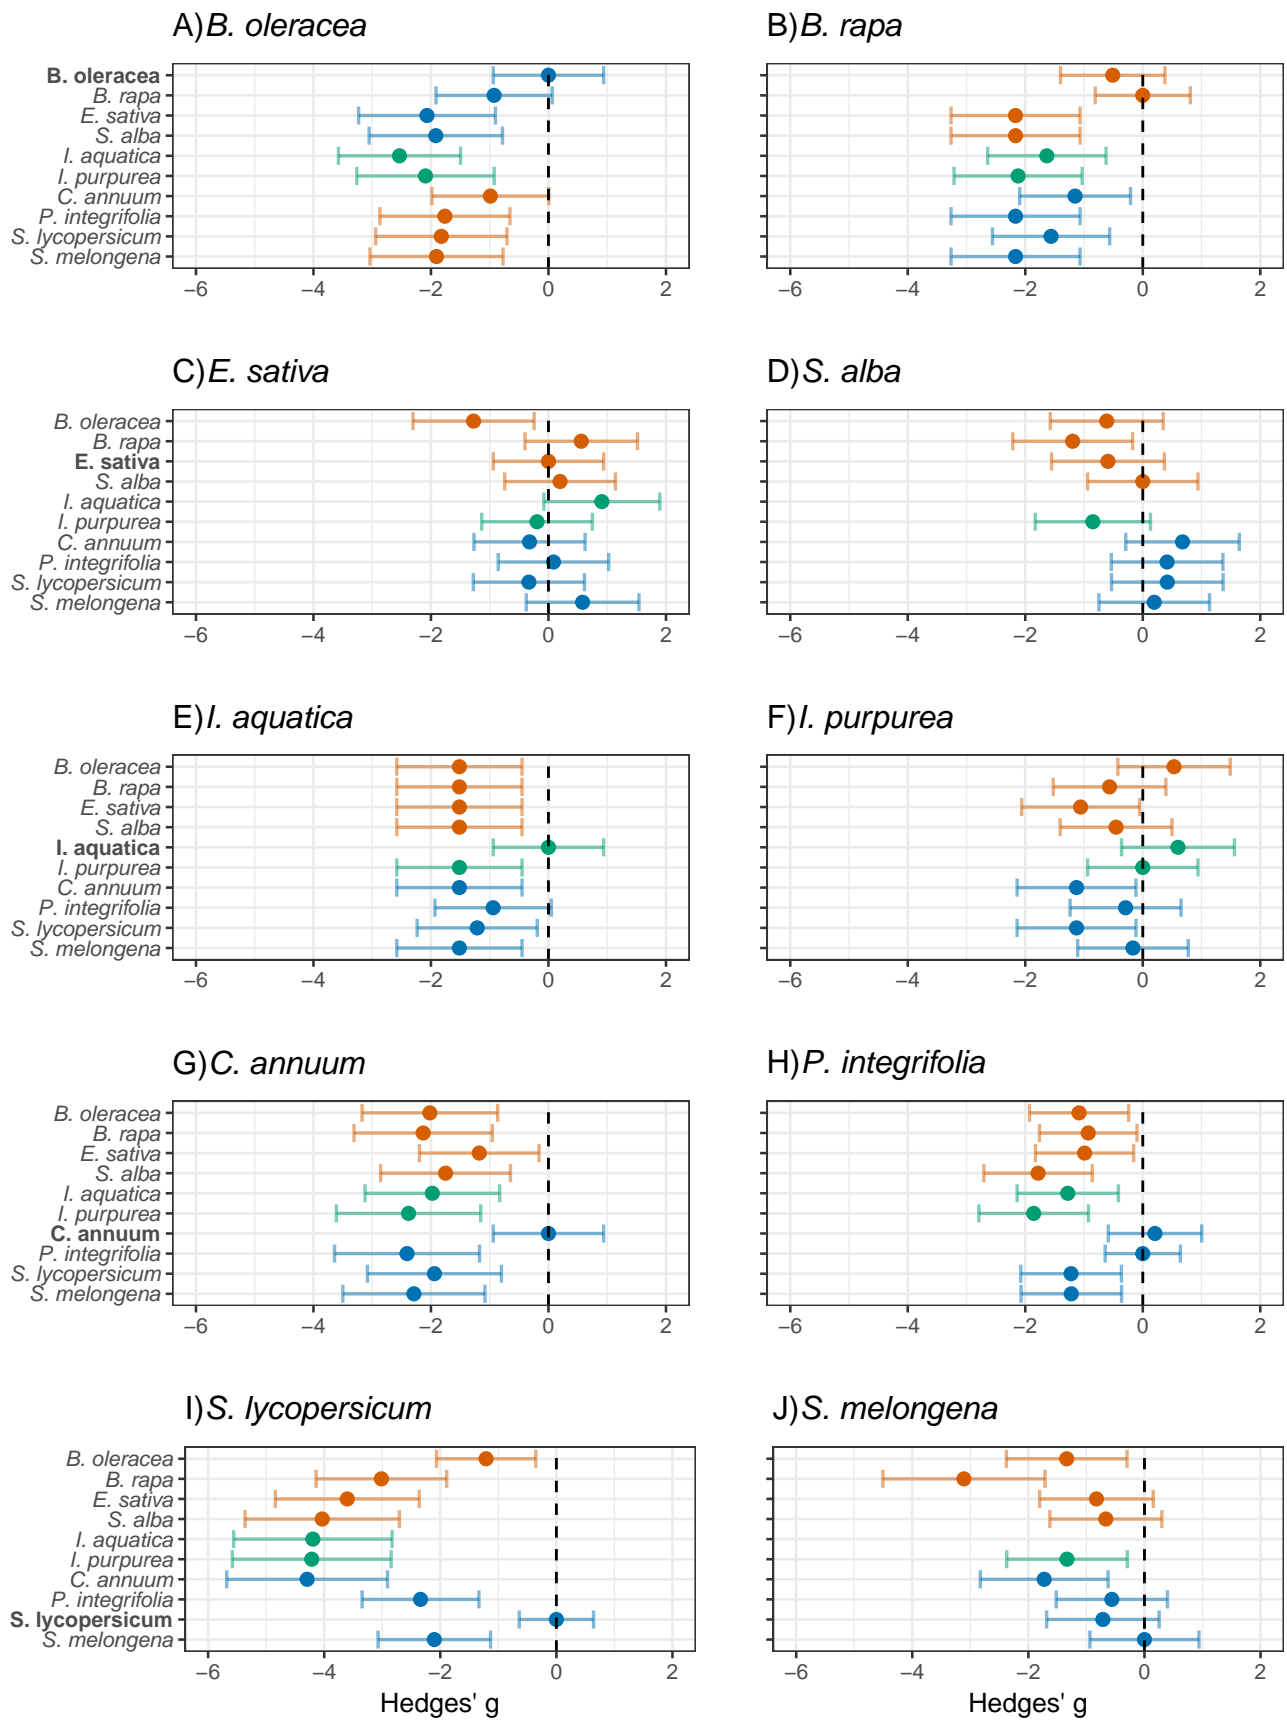 A) B. oleracea
B. oleracea
B. rapa
E. sativa
S. alba
I. aquatica
I. purpurea
C. annuum
P. integrifolia
S. lycopersicum
S. melongena
−6 −4 −2 0 2
B) B. rapa
−6 −4 −2 0 2
C) E. sativa
B. oleracea
B. rapa
E. sativa
S. alba
I. aquatica
I. purpurea
C. annuum
P. integrifolia
S. lycopersicum
S. melongena
−6 −4 −2 0 2
D) S. alba
−6 −4 −2 0 2
E) I. aquatica
B. oleracea
B. rapa
E. sativa
S. alba
I. aquatica
I. purpurea
C. annuum
P. integrifolia
S. lycopersicum
S. melongena
−6 −4 −2 0 2
F) I. purpurea
−6 −4 −2 0 2
G) C. annuum
B. oleracea
B. rapa
E. sativa
S. alba
I. aquatica
I. purpurea
C. annuum
P. integrifolia
S. lycopersicum
S. melongena
−6 −4 −2 0 2
H) P. integrifolia
−6 −4 −2 0 2
I) S. lycopersicum
B. oleracea
B. rapa
E. sativa
S. alba
I. aquatica
I. purpurea
C. annuum
P. integrifolia
S. lycopersicum
S. melongena
−6 −4 −2 0 2
Hedges' g
J) S. melongena
−6 −4 −2 0 2
Hedges' g